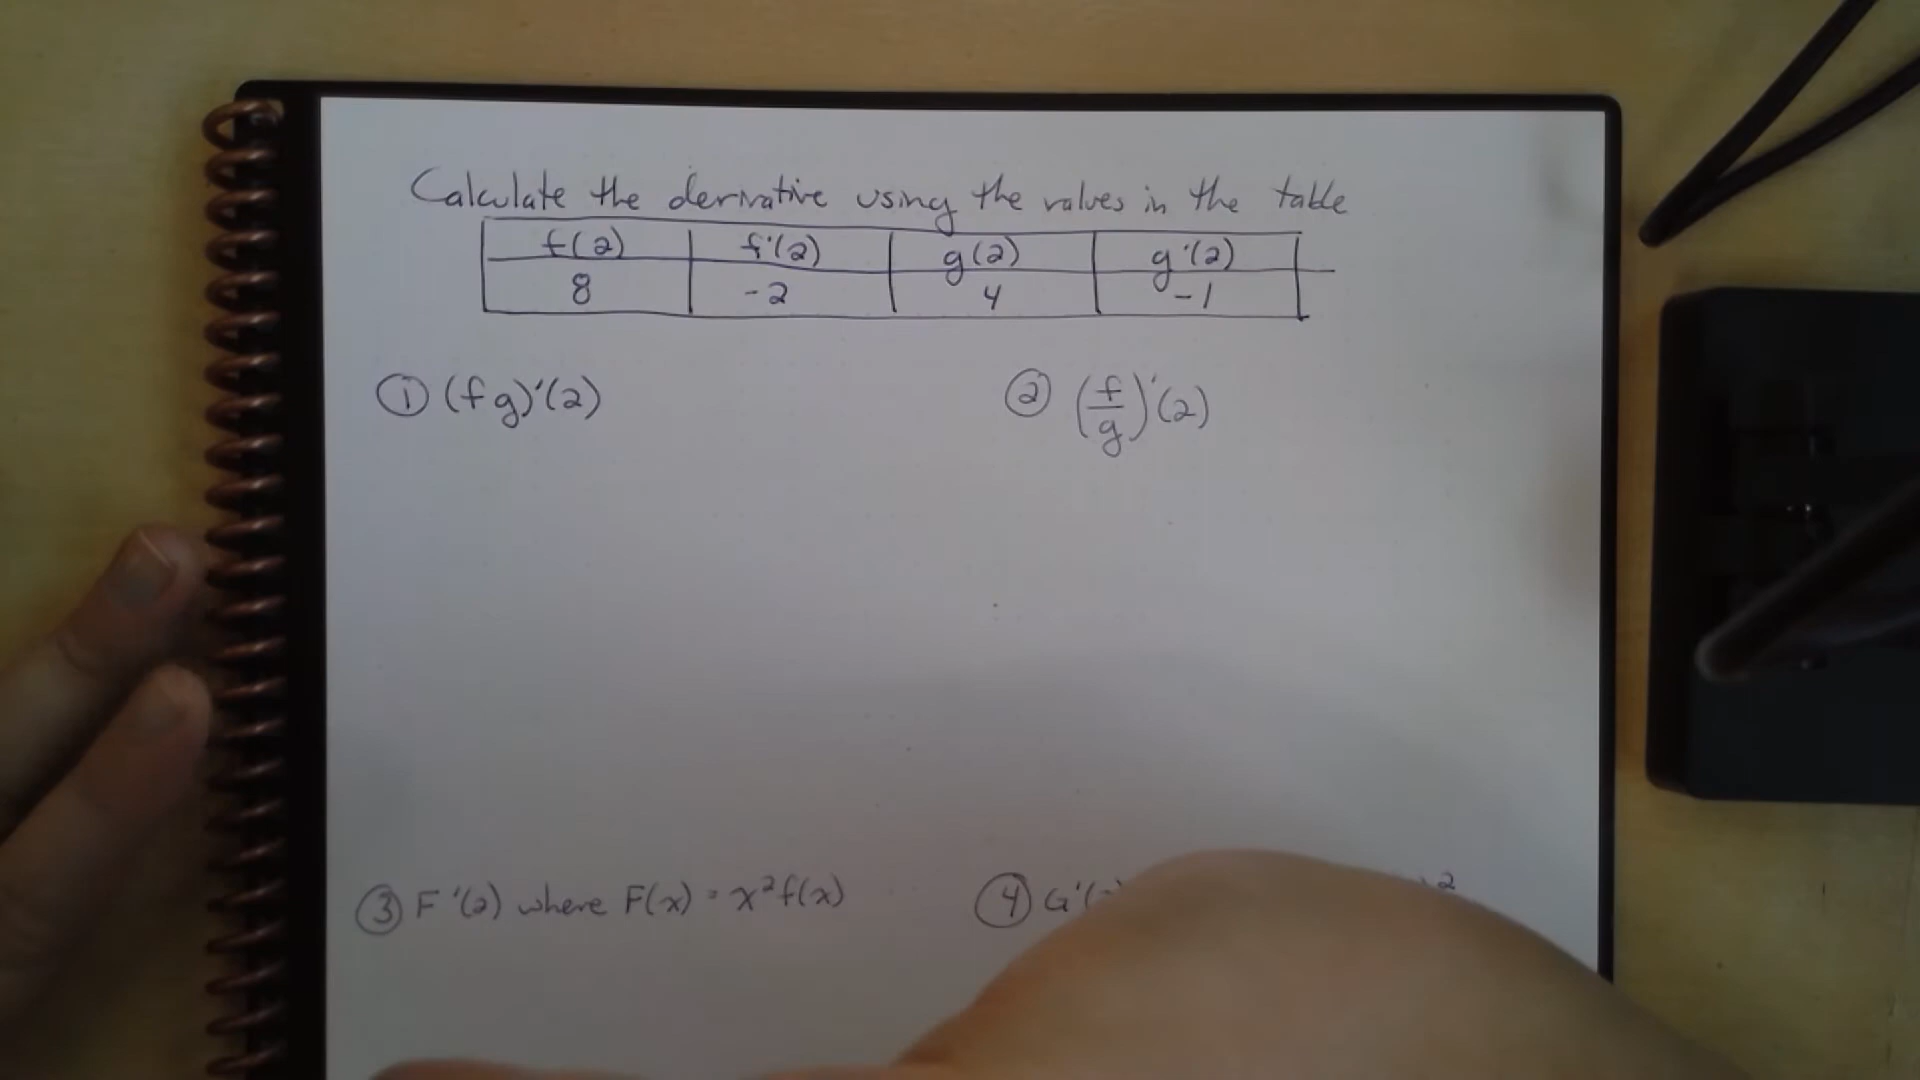 Calculate the derivative using the values in the table
f(2) f'(2) g(2) g'(2)
8 -2 4 -1
① (fg)'(2)
② (f/g)'(2)
③ F'(2) where F(x) = x²f(x)
④ G'(
2